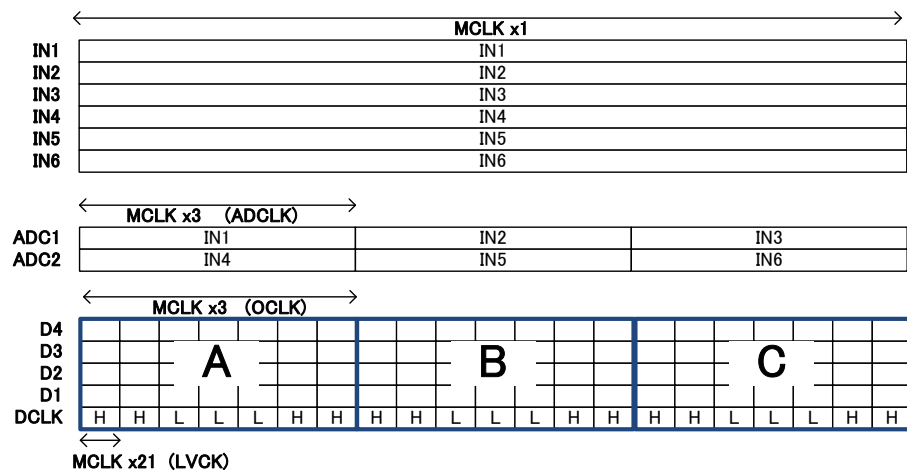 MCLK x1
IN1 IN1
IN2 IN2
IN3 IN3
IN4 IN4
IN5 IN5
IN6 IN6
MCLK x3 (ADCLK)
ADC1 IN1 IN2 IN3
ADC2 IN4 IN5 IN6
MCLK x3 (OCLK)
D4
D3
A B C
D2
D1
DCLK H H L L L H H H H L L L H H H H L L L H H
MCLK x21 (LVCK)